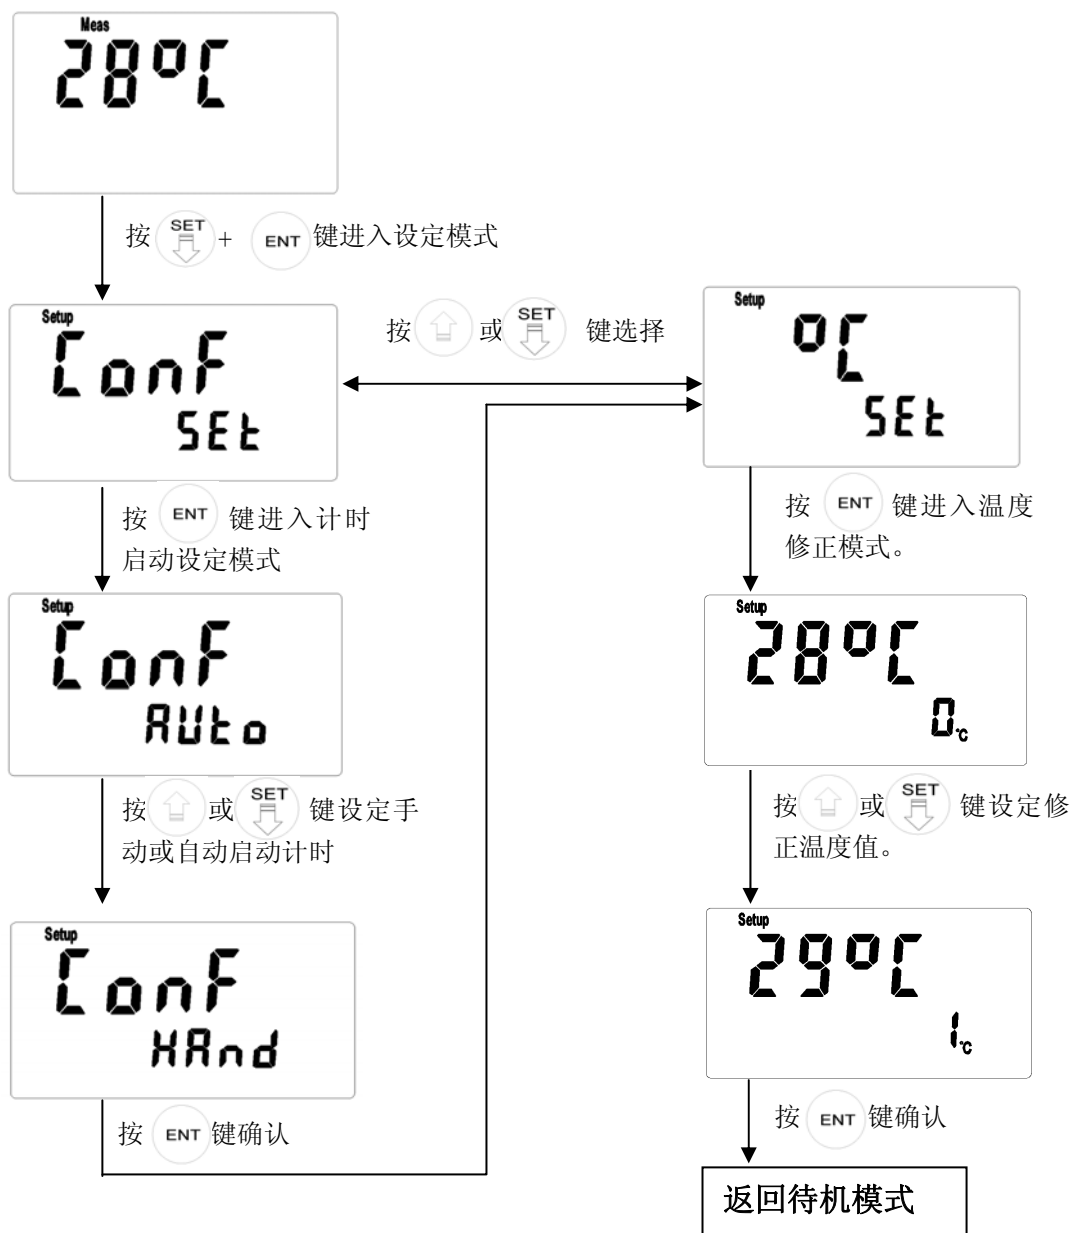 Meas
28°C
按 SET + ENT 键进入设定模式
Setup
ConF
SEt
按 或 SET 键选择
Setup
°C
SEt
按 ENT 键进入计时
启动设定模式
按 ENT 键进入温度
修正模式。
Setup
ConF
AUto
Setup
28°C
0℃
按 或 SET 键设定手
动或自动启动计时
按 或 SET 键设定修
正温度值。
Setup
ConF
HAnd
Setup
29°C
1℃
按 ENT 键确认
按 ENT 键确认
返回待机模式